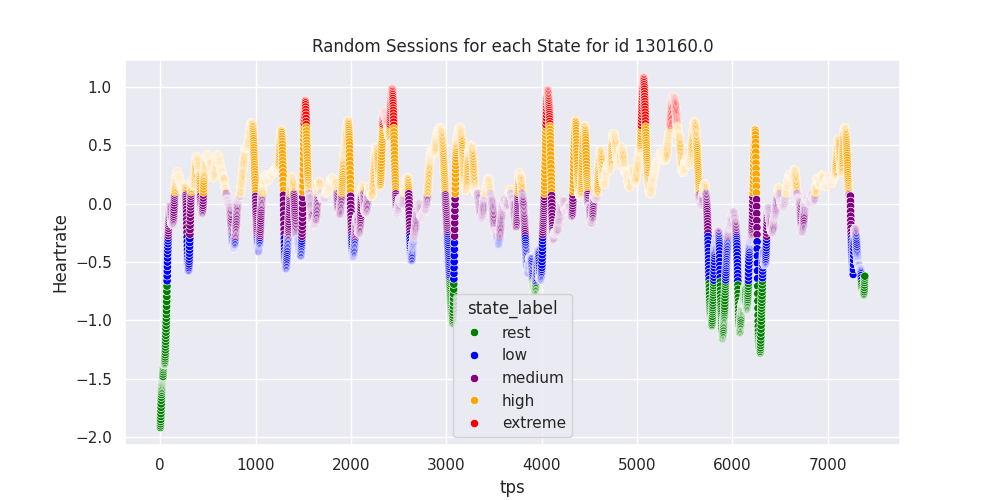 Random Sessions for each State for id 130160.0
Heartrate
1.0
0.5
0.0
−0.5
−1.0
−1.5
−2.0
state_label
rest
low
medium
high
extreme
0 1000 2000 3000 4000 5000 6000 7000
tps